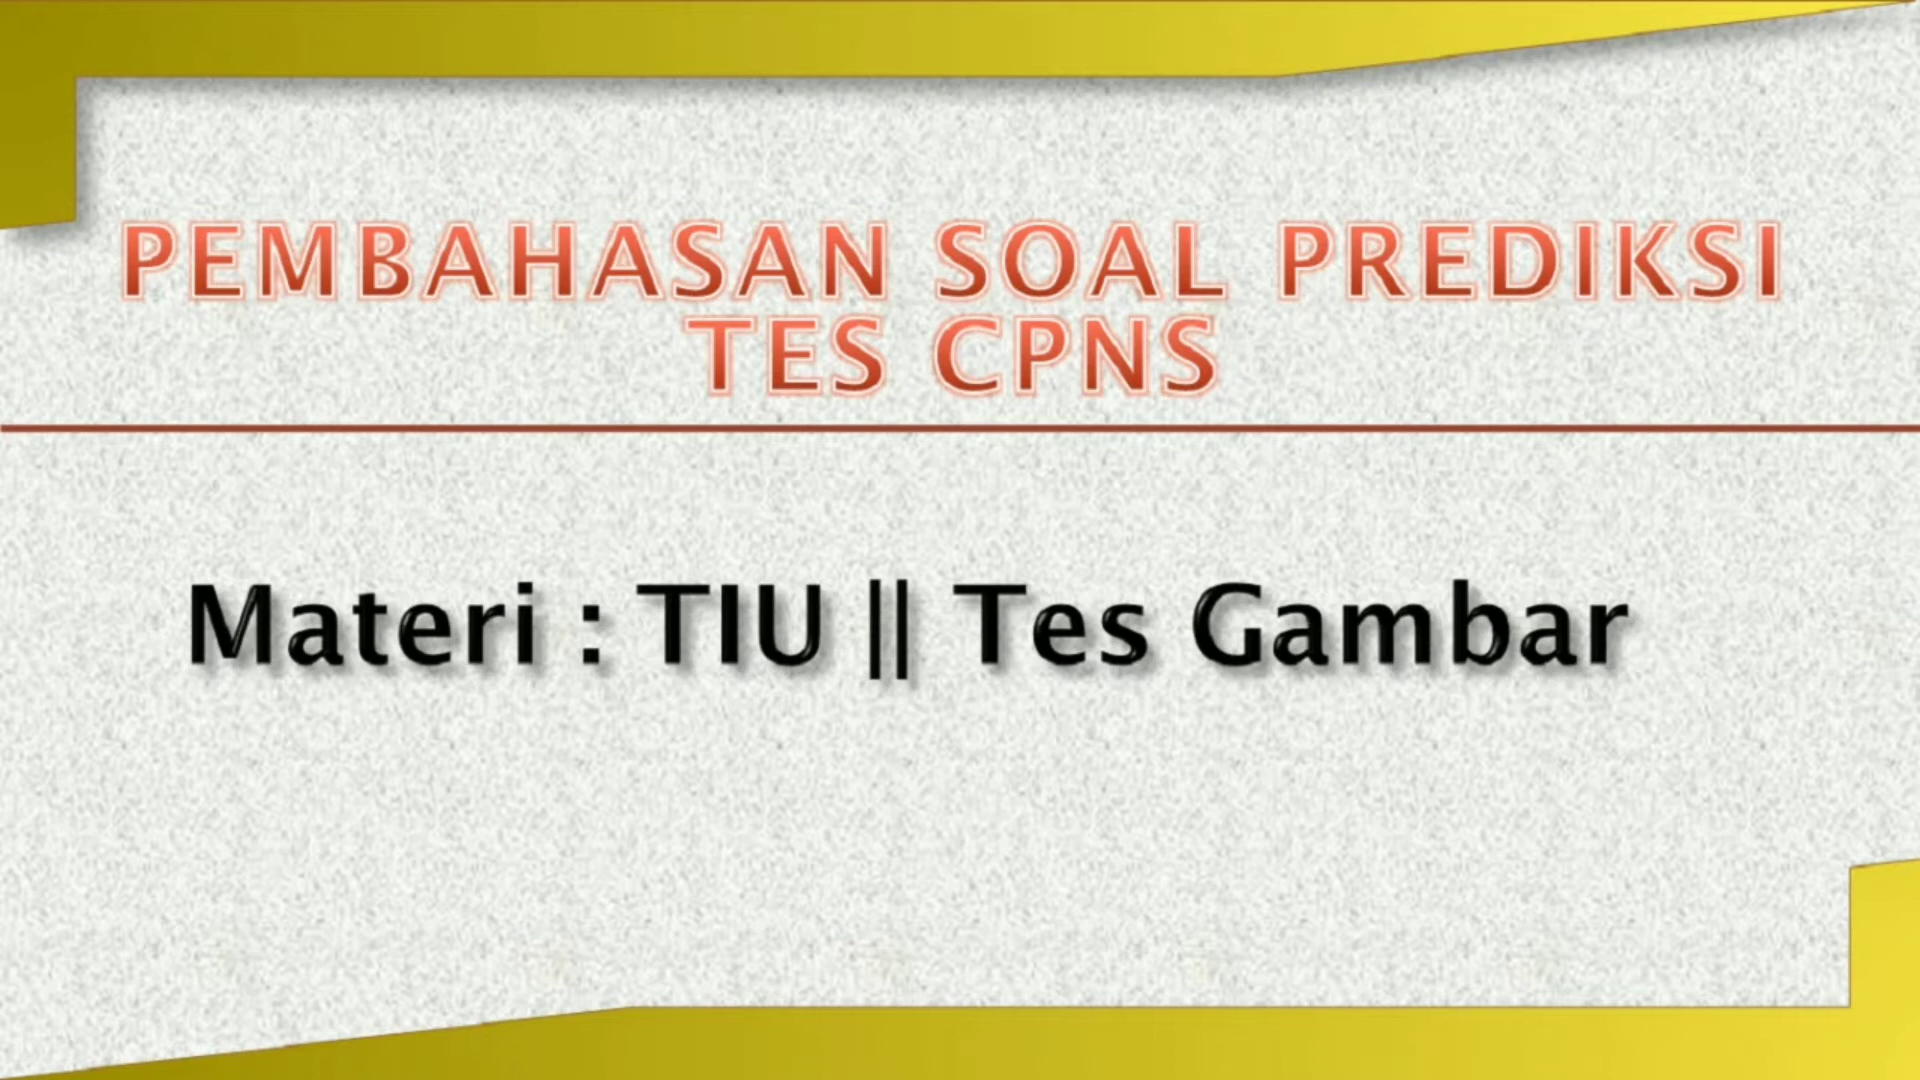 PEMBAHASAN SOAL PREDIKSI
TES CPNS
Materi : TIU || Tes Gambar